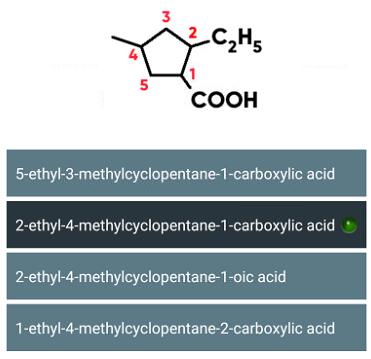 3
2
C₂H₅
4
1
5
COOH
5-ethyl-3-methylcyclopentane-1-carboxylic acid
2-ethyl-4-methylcyclopentane-1-carboxylic acid
2-ethyl-4-methylcyclopentane-1-oic acid
1-ethyl-4-methylcyclopentane-2-carboxylic acid